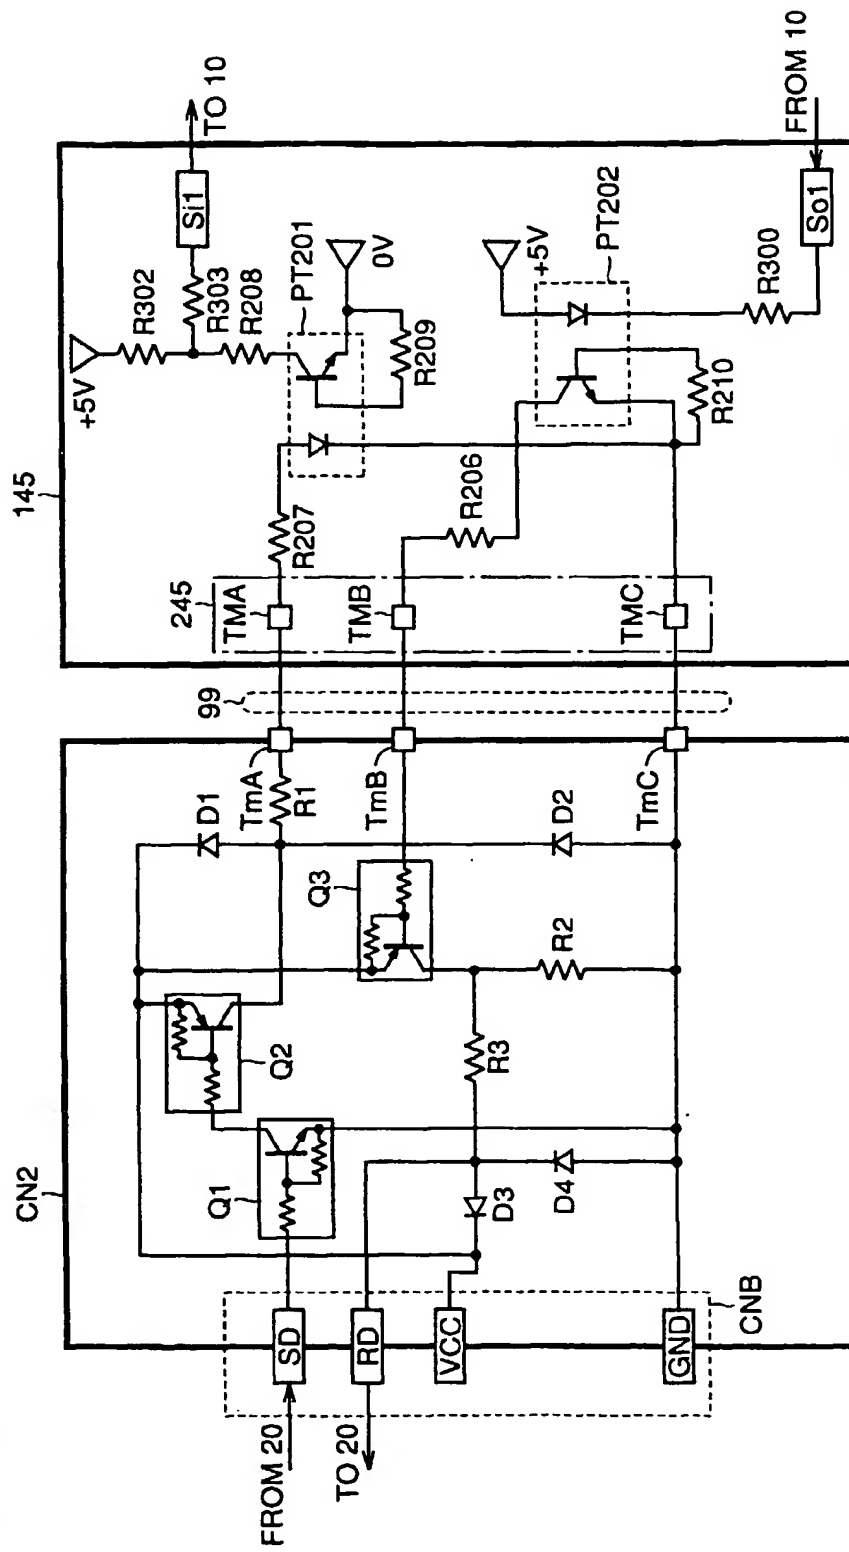 145
TO 10
FROM 10
Si1
R302
R303
R208
+5V
PT201
0V
R209
+5V
PT202
So1
R300
R210
R206
R207
245
TMA
TMB
TMC
99
TmA
R1
TmB
TmC
D1
D2
Q3
R2
Q2
R3
CN2
Q1
D3
D4
SD
RD
VCC
GND
CNB
FROM 20
TO 20